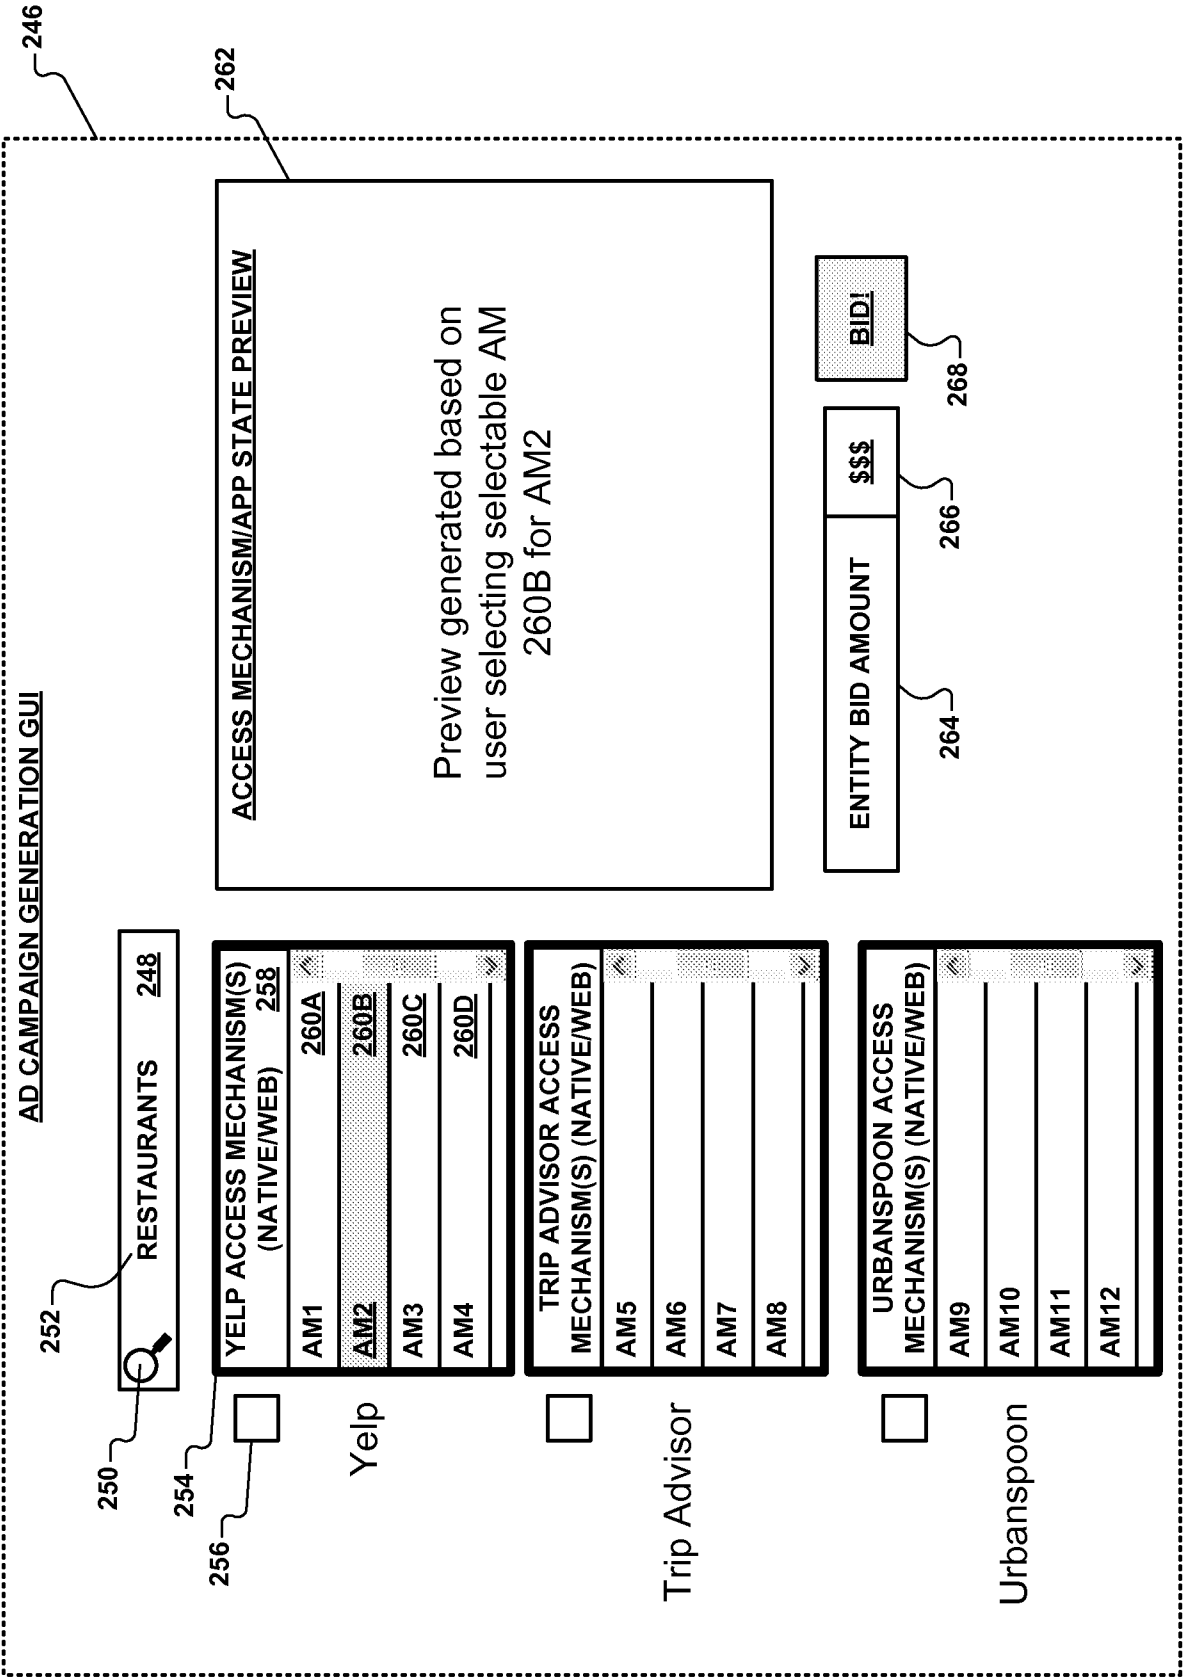 AD CAMPAIGN GENERATION GUI
246
250
252
RESTAURANTS 248
254
256
YELP ACCESS MECHANISM(S)
(NATIVE/WEB) 258
AM1 260A
AM2 260B
AM3 260C
AM4 260D
Yelp
TRIP ADVISOR ACCESS
MECHANISM(S) (NATIVE/WEB)
AM5
AM6
AM7
AM8
Trip Advisor
URBANSPOON ACCESS
MECHANISM(S) (NATIVE/WEB)
AM9
AM10
AM11
AM12
Urbanspoon
262
ACCESS MECHANISM/APP STATE PREVIEW
Preview generated based on
user selecting selectable AM
260B for AM2
ENTITY BID AMOUNT
$$$
BID!
264
266
268